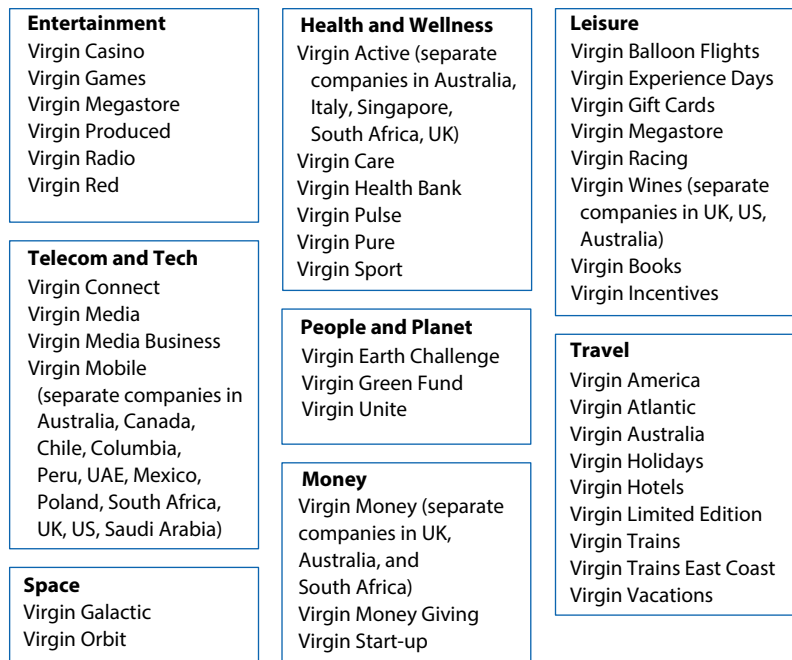 Entertainment
Virgin Casino
Virgin Games
Virgin Megastore
Virgin Produced
Virgin Radio
Virgin Red
Telecom and Tech
Virgin Connect
Virgin Media
Virgin Media Business
Virgin Mobile
(separate companies in
Australia, Canada,
Chile, Columbia,
Peru, UAE, Mexico,
Poland, South Africa,
UK, US, Saudi Arabia)
Space
Virgin Galactic
Virgin Orbit
Health and Wellness
Virgin Active (separate
companies in Australia,
Italy, Singapore,
South Africa, UK)
Virgin Care
Virgin Health Bank
Virgin Pulse
Virgin Pure
Virgin Sport
People and Planet
Virgin Earth Challenge
Virgin Green Fund
Virgin Unite
Money
Virgin Money (separate
companies in UK,
Australia, and
South Africa)
Virgin Money Giving
Virgin Start-up
Leisure
Virgin Balloon Flights
Virgin Experience Days
Virgin Gift Cards
Virgin Megastore
Virgin Racing
Virgin Wines (separate
companies in UK, US,
Australia)
Virgin Books
Virgin Incentives
Travel
Virgin America
Virgin Atlantic
Virgin Australia
Virgin Holidays
Virgin Hotels
Virgin Limited Edition
Virgin Trains
Virgin Trains East Coast
Virgin Vacations